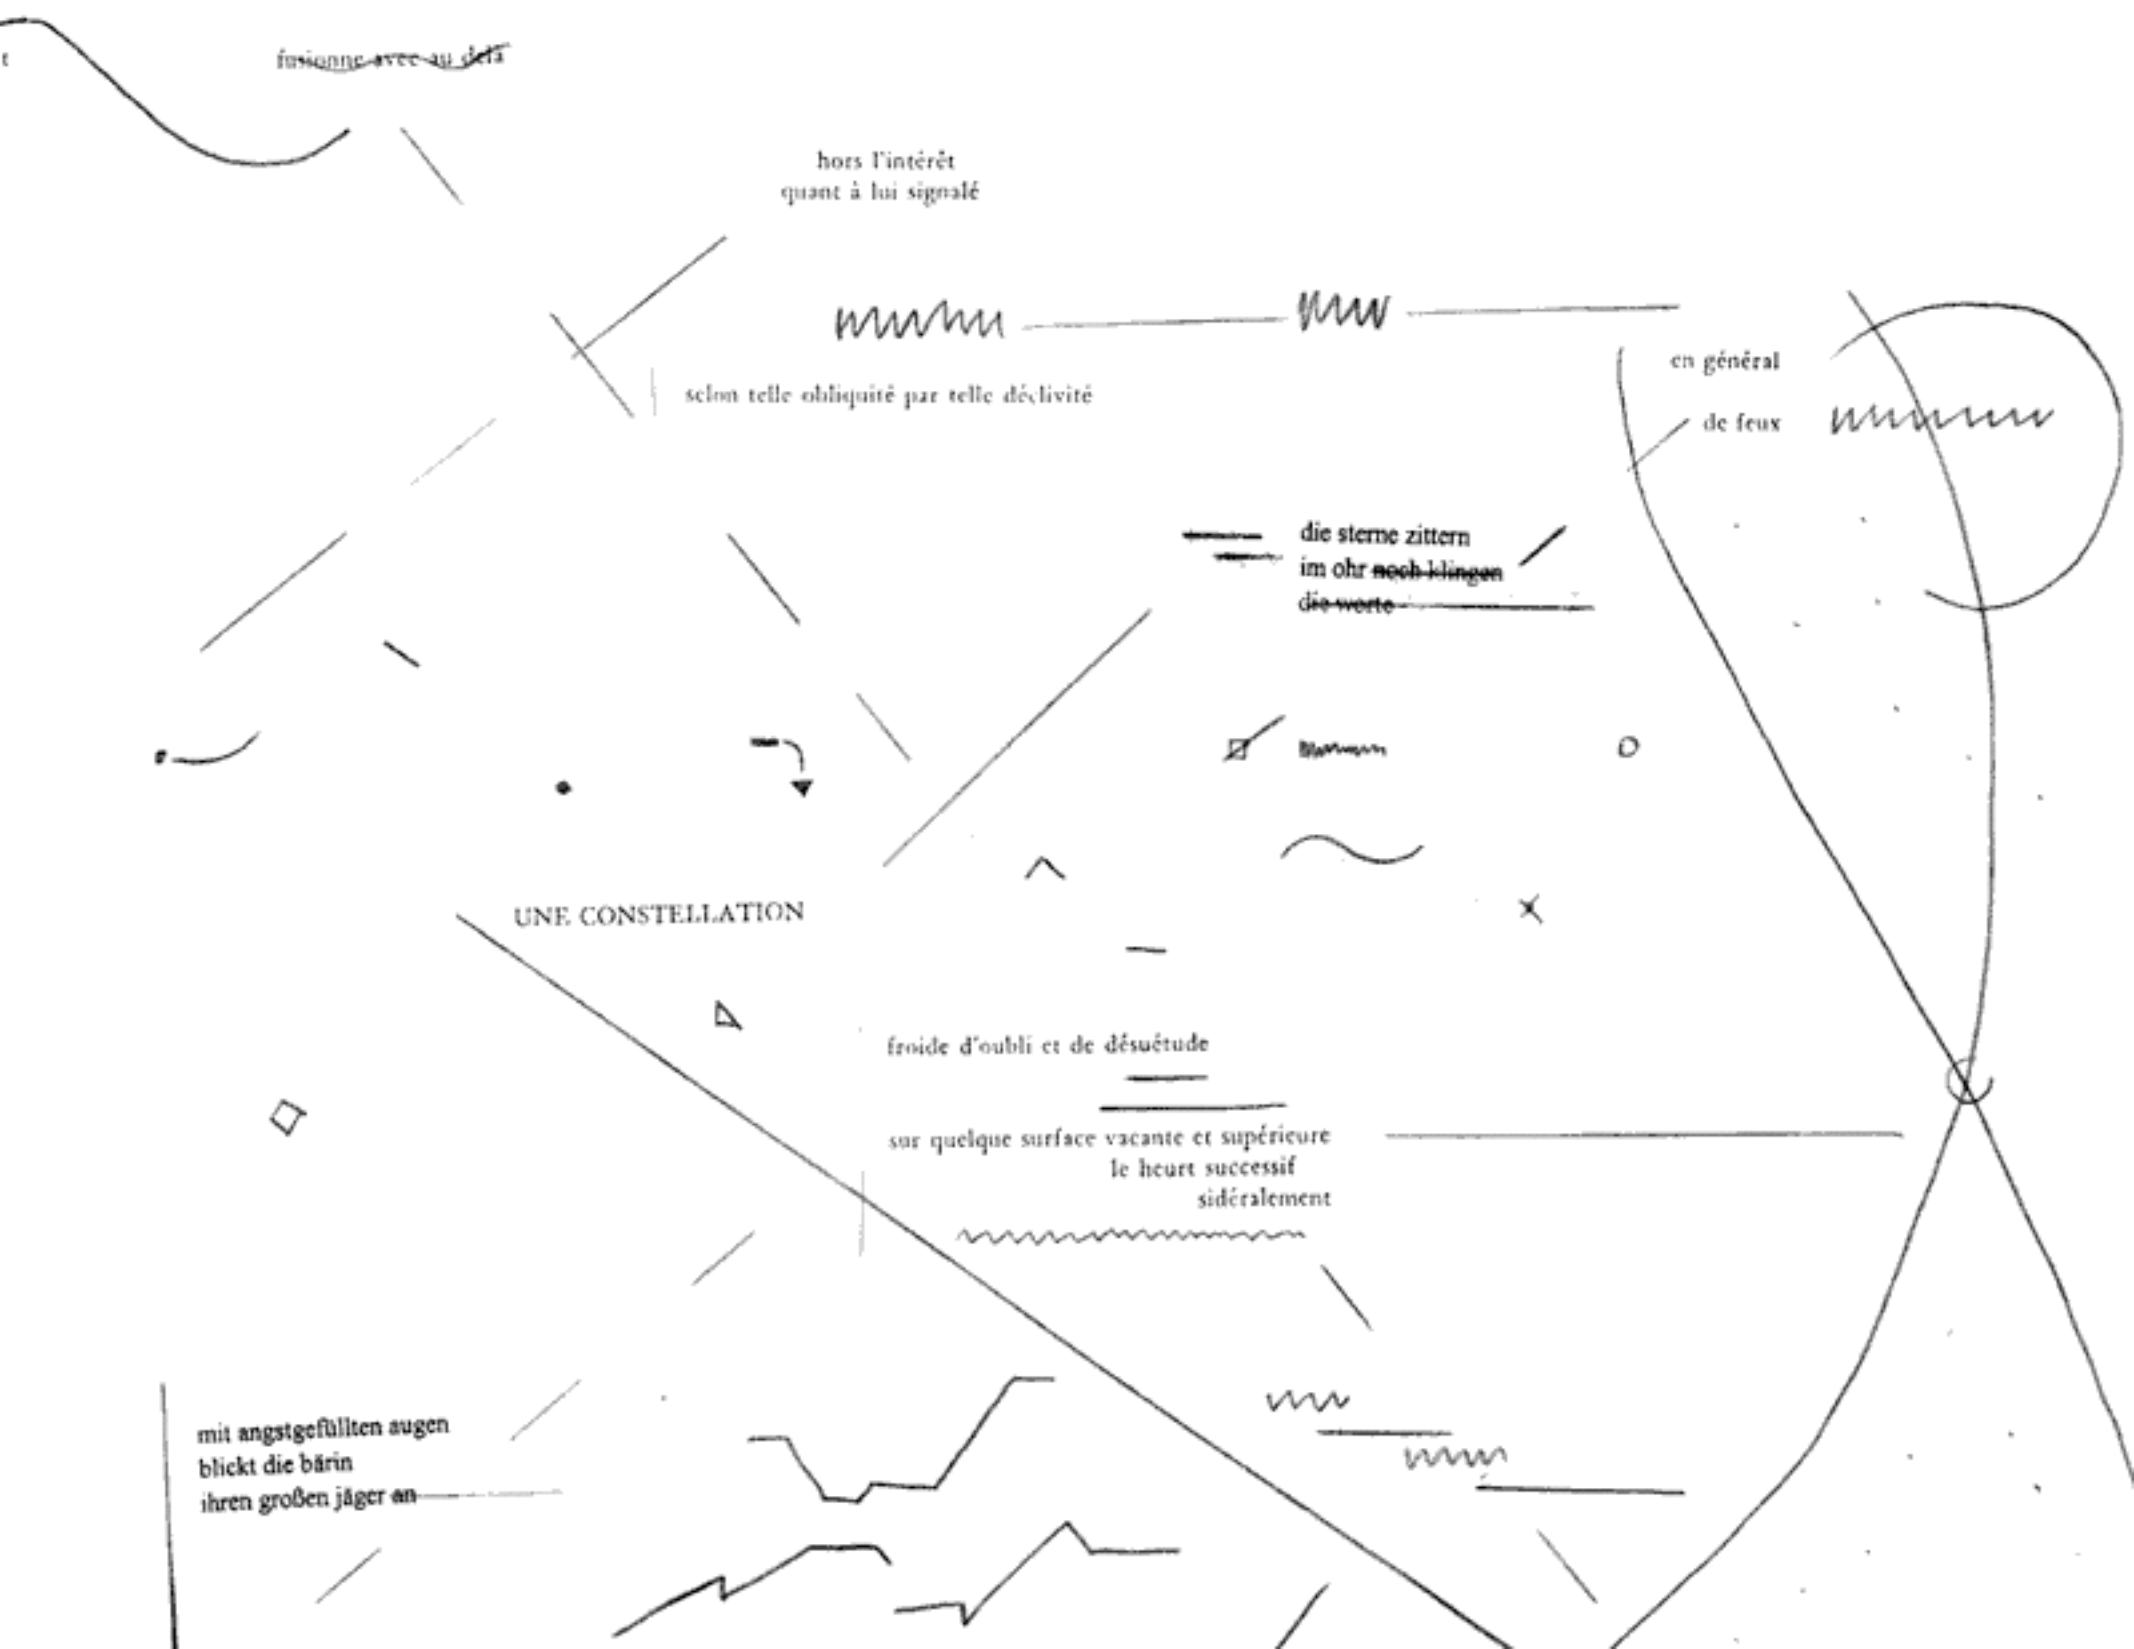 t
fusionne avec au delà
hors l'intérêt
quant à lui signalé
selon telle obliquité par telle déclivité
en général
de feux
die sterne zittern
im ohr noch klingen
die worte
UNE CONSTELLATION
froide d'oubli et de désuétude
sur quelque surface vacante et supérieure
le heurt successif
sidéralement
mit angstgefüllten augen
blickt die bärin
ihren großen jäger an